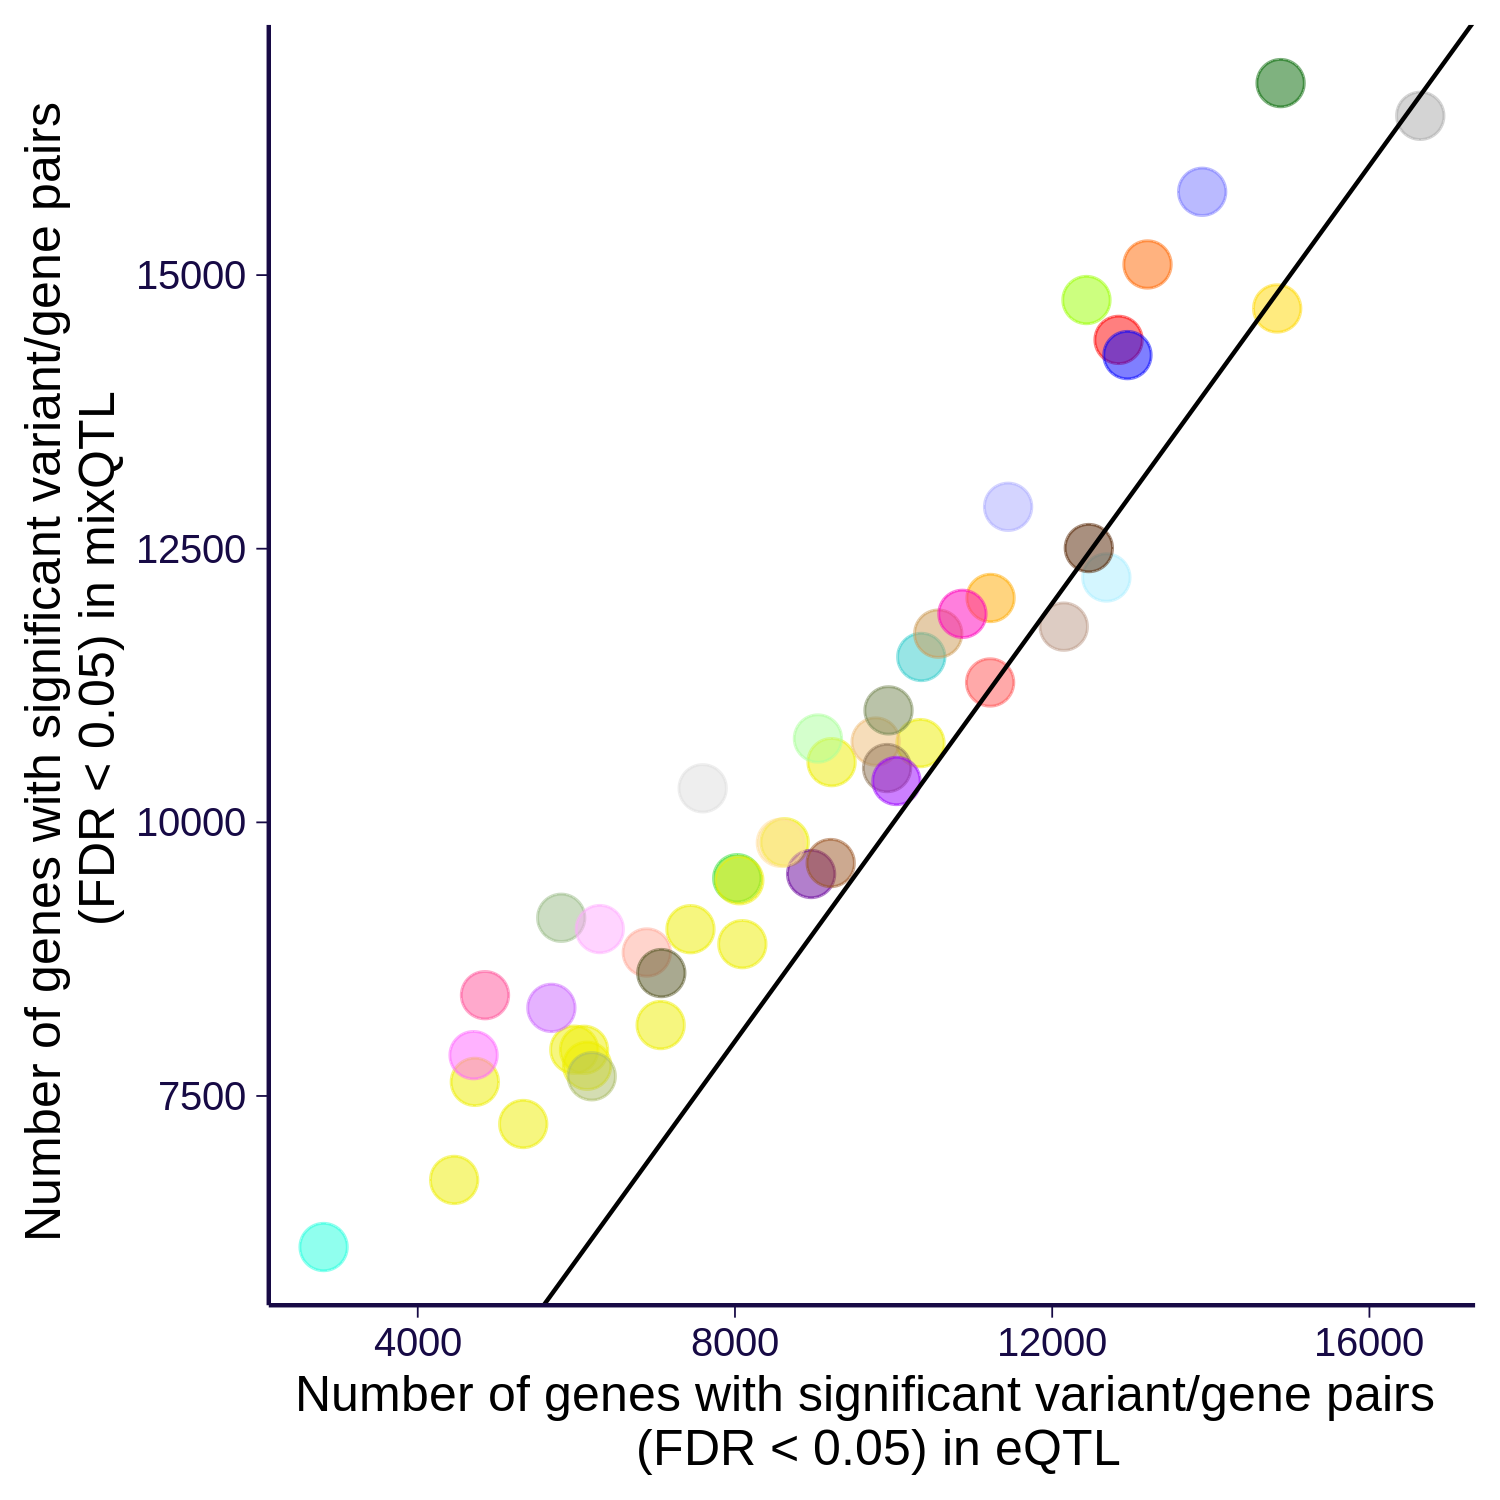 Number of genes with significant variant/gene pairs
(FDR < 0.05) in mixQTL
15000
12500
10000
7500
4000 8000 12000 16000
Number of genes with significant variant/gene pairs
(FDR < 0.05) in eQTL